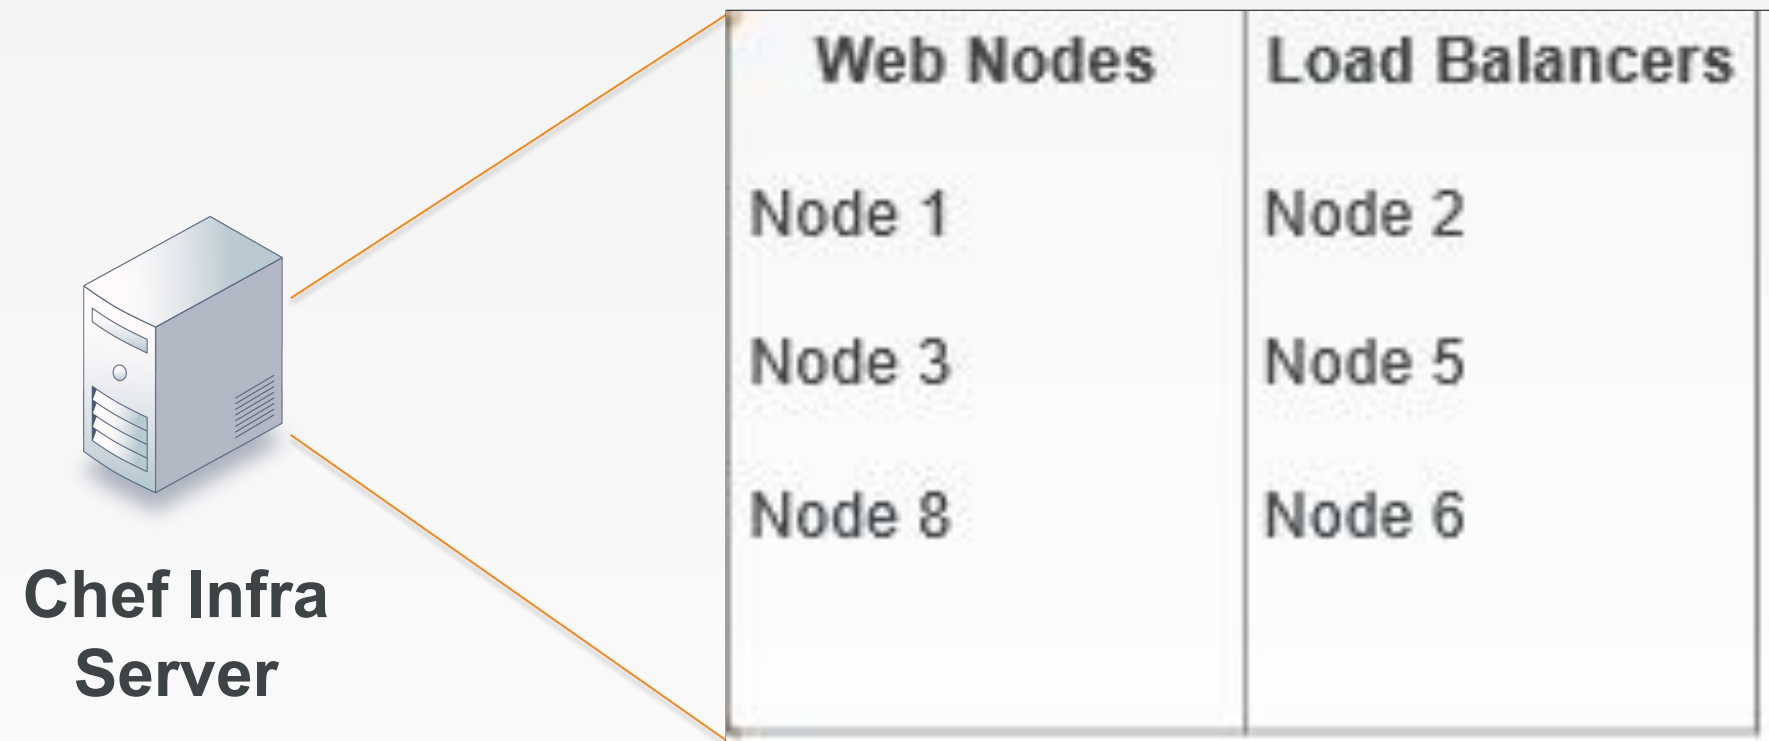 Web Nodes Load Balancers
Node 1 Node 2
Node 3 Node 5
Node 8 Node 6
Chef Infra
Server